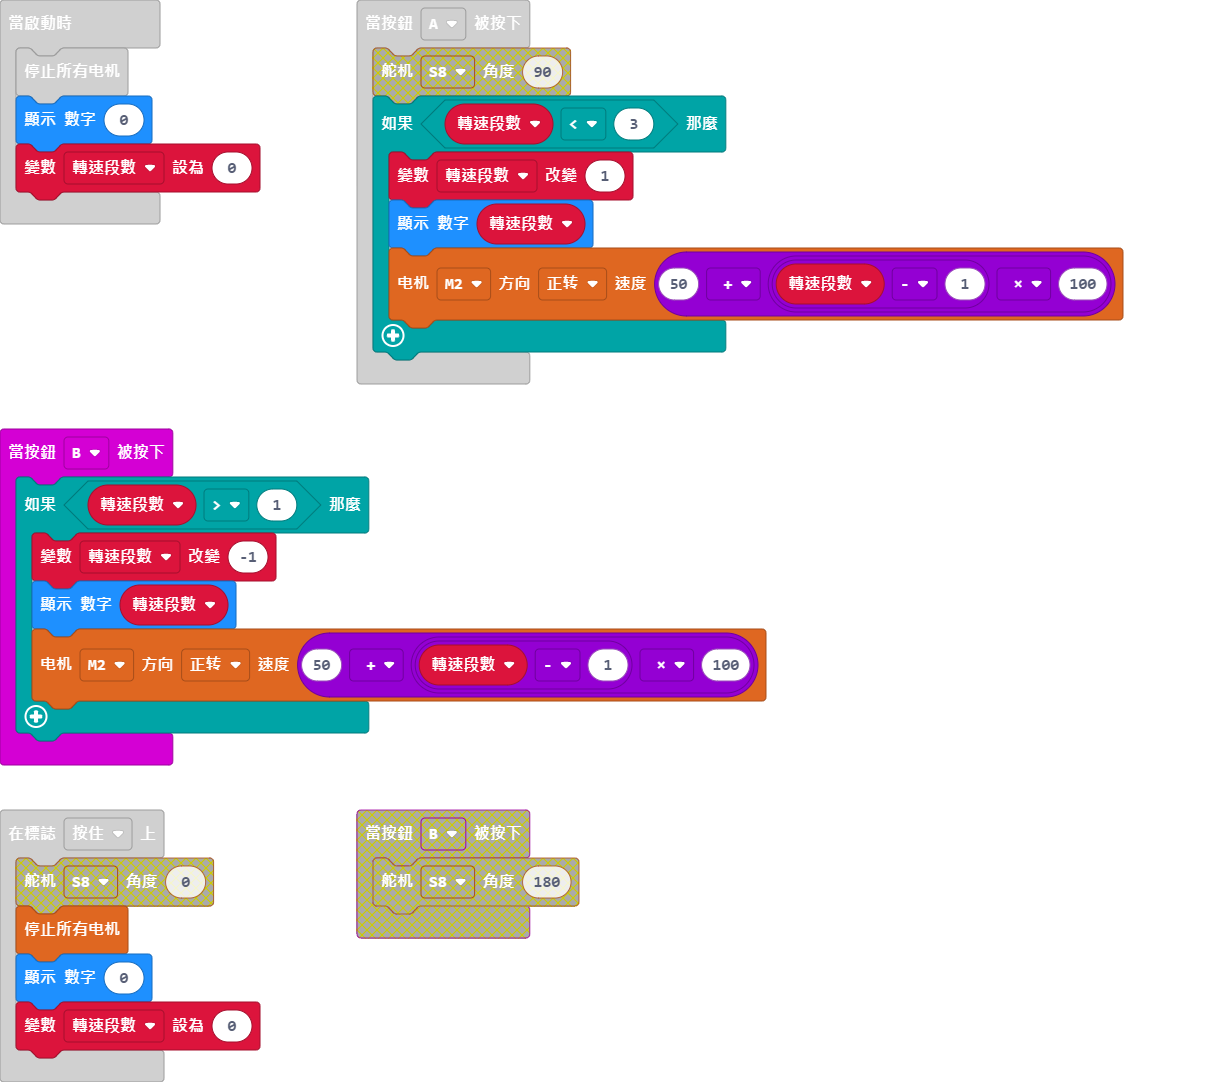 當啟動時
停止所有电机
顯示 數字 0
變數 轉速段數 設為 0
當按鈕 A 被按下
舵机 S8 角度 90
如果 轉速段數 < 3 那麼
變數 轉速段數 改變 1
顯示 數字 轉速段數
电机 M2 方向 正转 速度 50 + 轉速段數 - 1 × 100
當按鈕 B 被按下
如果 轉速段數 > 1 那麼
變數 轉速段數 改變 -1
顯示 數字 轉速段數
电机 M2 方向 正转 速度 50 + 轉速段數 - 1 × 100
在標誌 按住 上
舵机 S8 角度 0
停止所有电机
顯示 數字 0
變數 轉速段數 設為 0
當按鈕 B 被按下
舵机 S8 角度 180